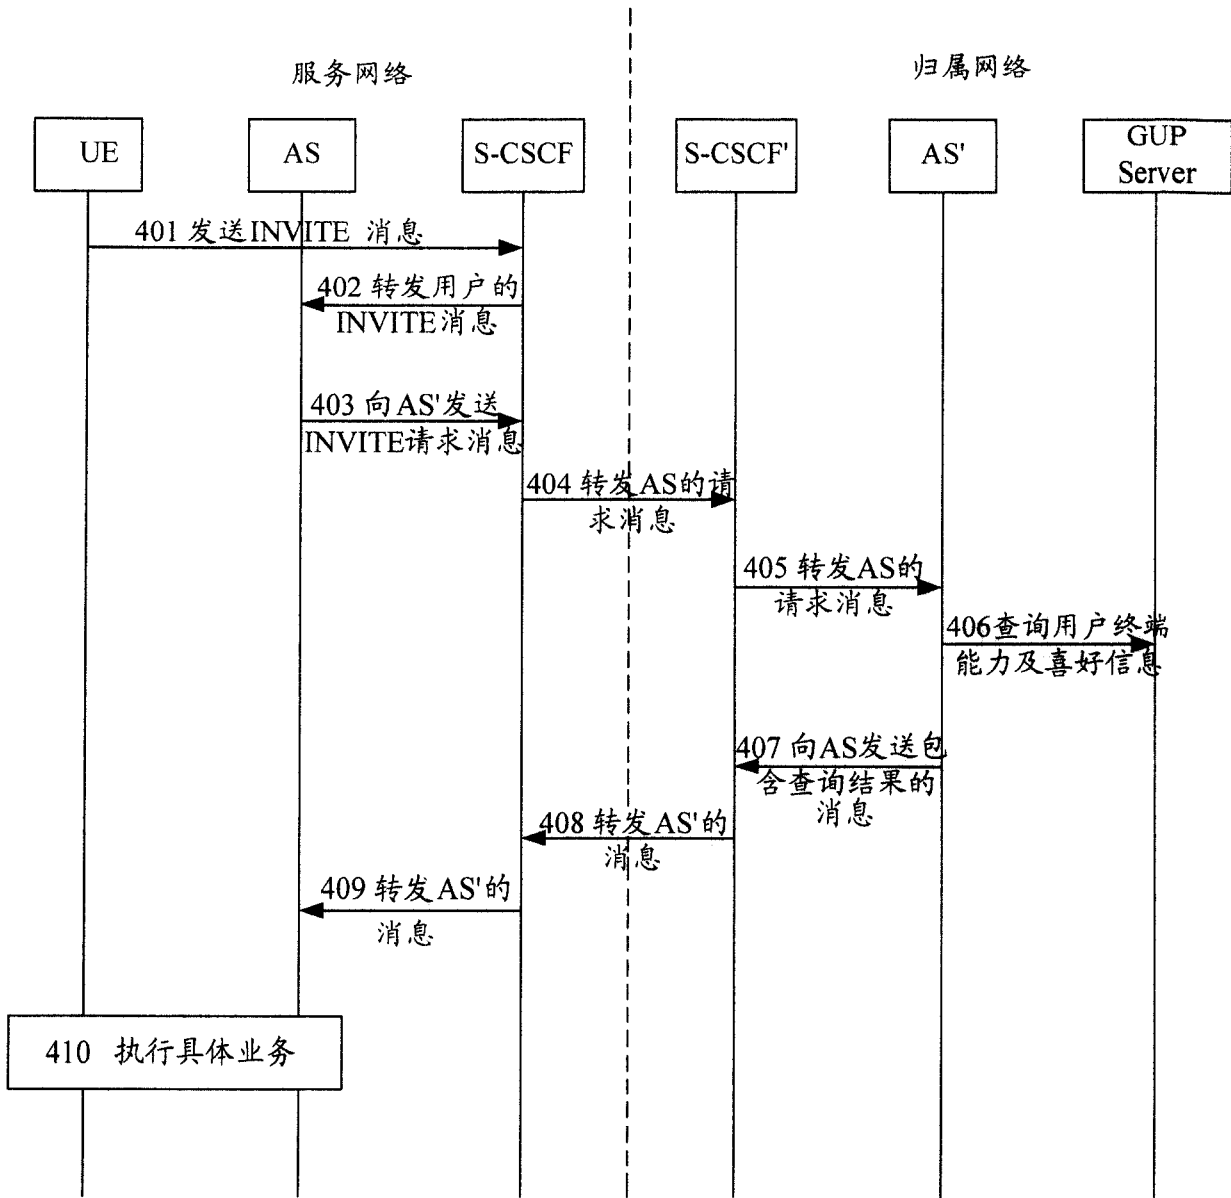 服务网络
归属网络
UE
AS
S-CSCF
S-CSCF'
AS'
GUP
Server
401 发送INVITE 消息
402 转发用户的
INVITE消息
403 向AS'发送
INVITE请求消息
404 转发AS的请
求消息
405 转发AS的
请求消息
406查询用户终端
能力及喜好信息
407 向AS发送包
含查询结果的
消息
408 转发AS'的
消息
409 转发AS'的
消息
410 执行具体业务